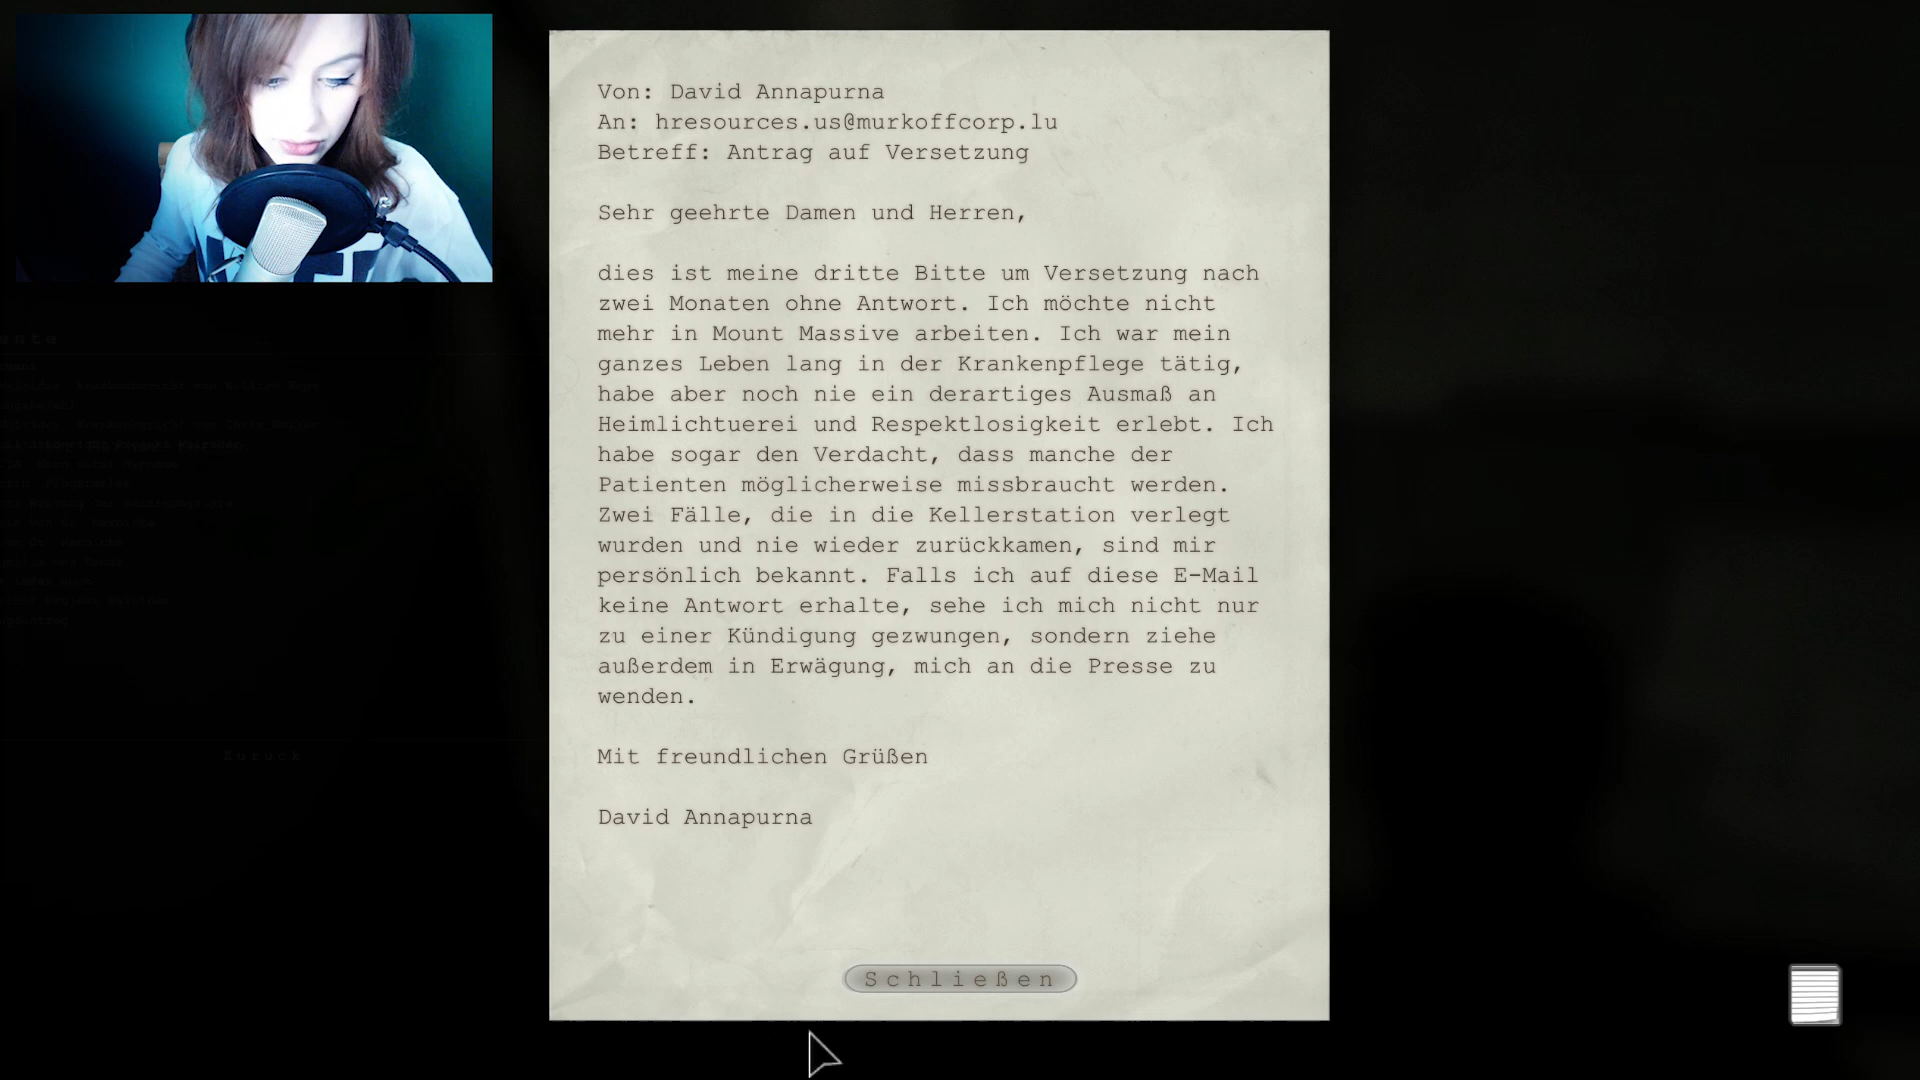 Von: David Annapurna
An: hresources.us@murkoffcorp.lu
Betreff: Antrag auf Versetzung
Sehr geehrte Damen und Herren,
dies ist meine dritte Bitte um Versetzung nach
zwei Monaten ohne Antwort. Ich möchte nicht
mehr in Mount Massive arbeiten. Ich war mein
ganzes Leben lang in der Krankenpflege tätig,
habe aber noch nie ein derartiges Ausmaß an
Heimlichtuerei und Respektlosigkeit erlebt. Ich
habe sogar den Verdacht, dass manche der
Patienten möglicherweise missbraucht werden.
Zwei Fälle, die in die Kellerstation verlegt
wurden und nie wieder zurückkamen, sind mir
persönlich bekannt. Falls ich auf diese E-Mail
keine Antwort erhalte, sehe ich mich nicht nur
zu einer Kündigung gezwungen, sondern ziehe
außerdem in Erwägung, mich an die Presse zu
wenden.
Mit freundlichen Grüßen
David Annapurna
Schließen
Zurück